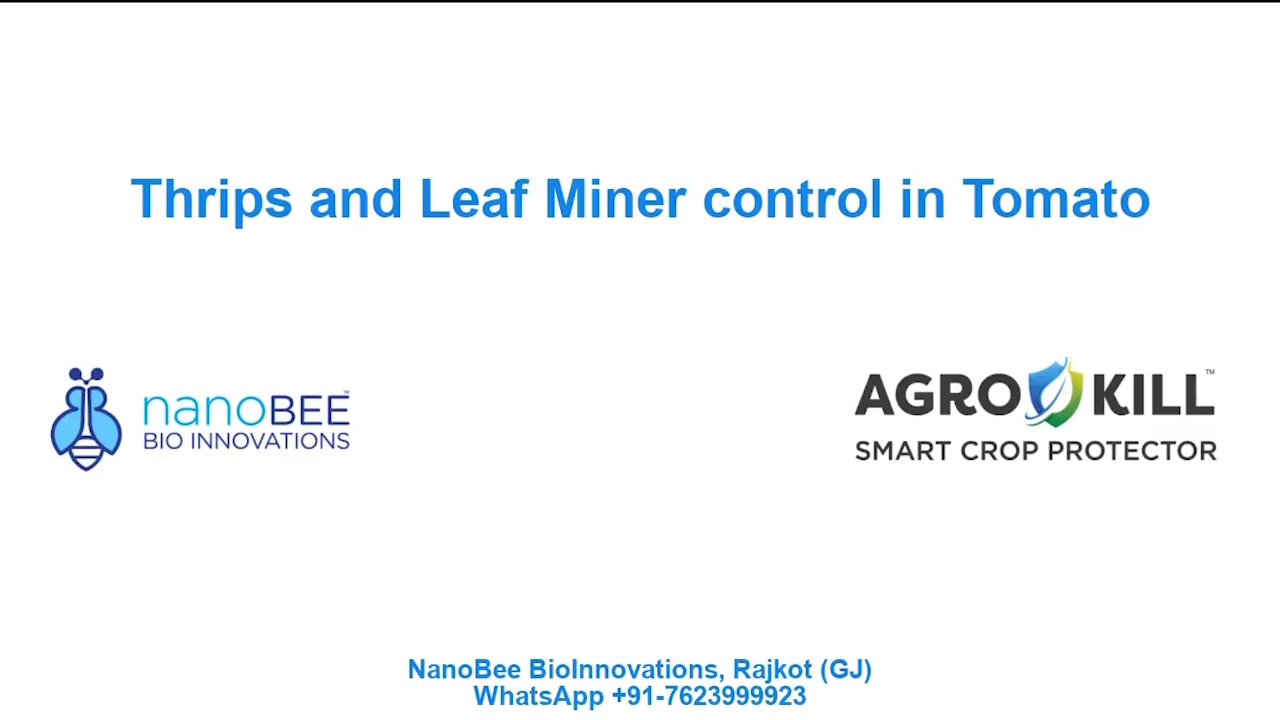 Thrips and Leaf Miner control in Tomato
nanoBEE™
BIO INNOVATIONS
AGRO KILL™
SMART CROP PROTECTOR
NanoBee BioInnovations, Rajkot (GJ)
WhatsApp +91-7623999923